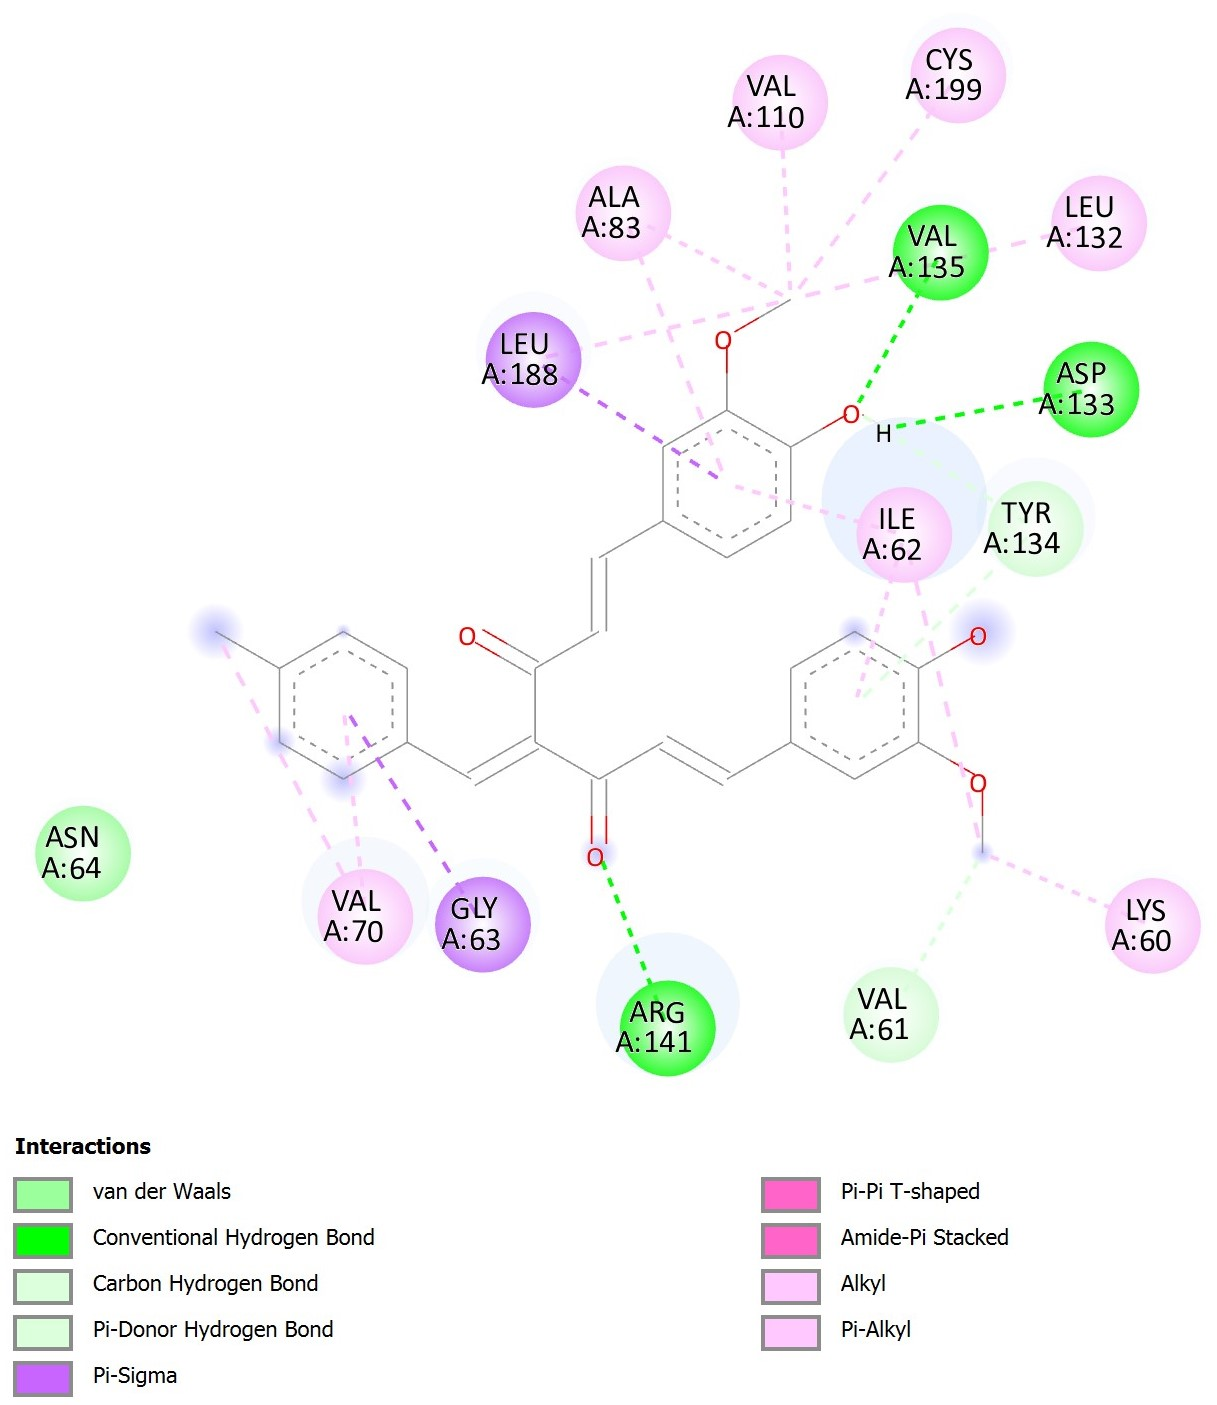 CYS
A:199
VAL
A:110
ALA
A:83
LEU
A:132
VAL
A:135
LEU
A:188
O
ASP
A:133
O
H
ILE
A:62
TYR
A:134
O
O
O
O
ASN
A:64
VAL
A:70
GLY
A:63
LYS
A:60
ARG
A:141
VAL
A:61
Interactions
van der Waals
Conventional Hydrogen Bond
Carbon Hydrogen Bond
Pi-Donor Hydrogen Bond
Pi-Sigma
Pi-Pi T-shaped
Amide-Pi Stacked
Alkyl
Pi-Alkyl